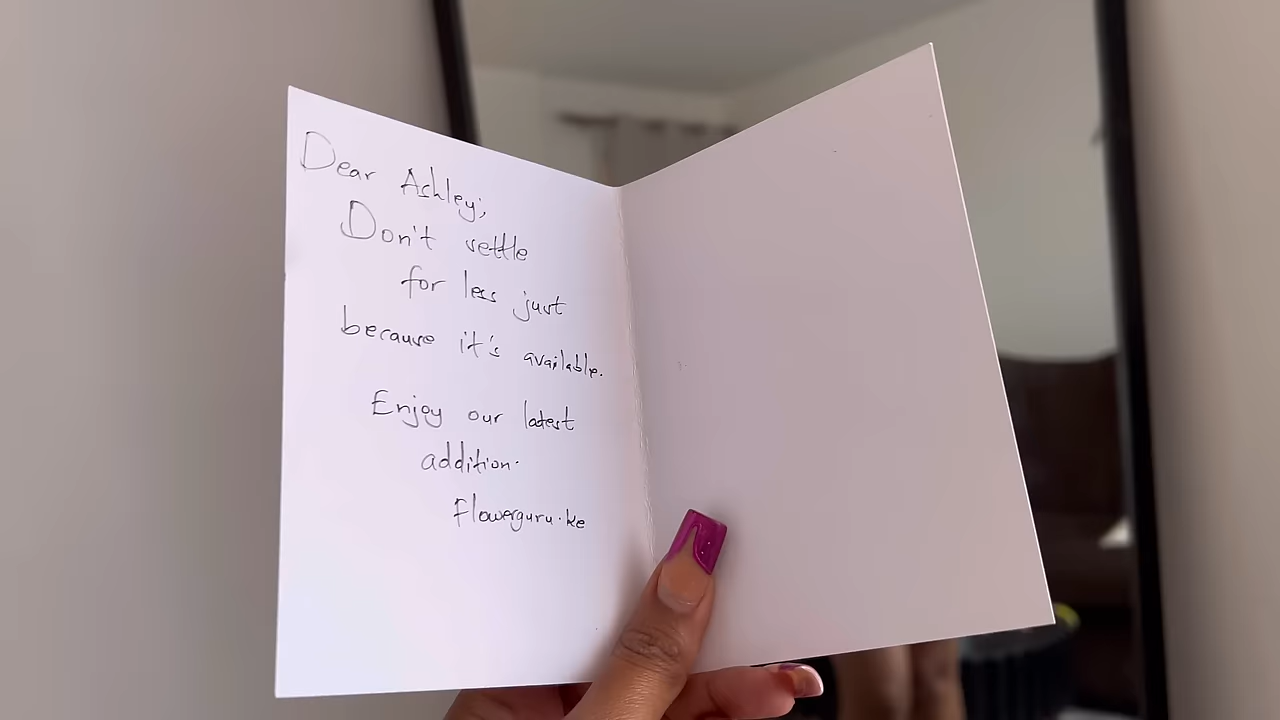 Dear Ashley,
Don't settle
for less just
because it's available.
Enjoy our latest
addition.
Flowerguru.ke